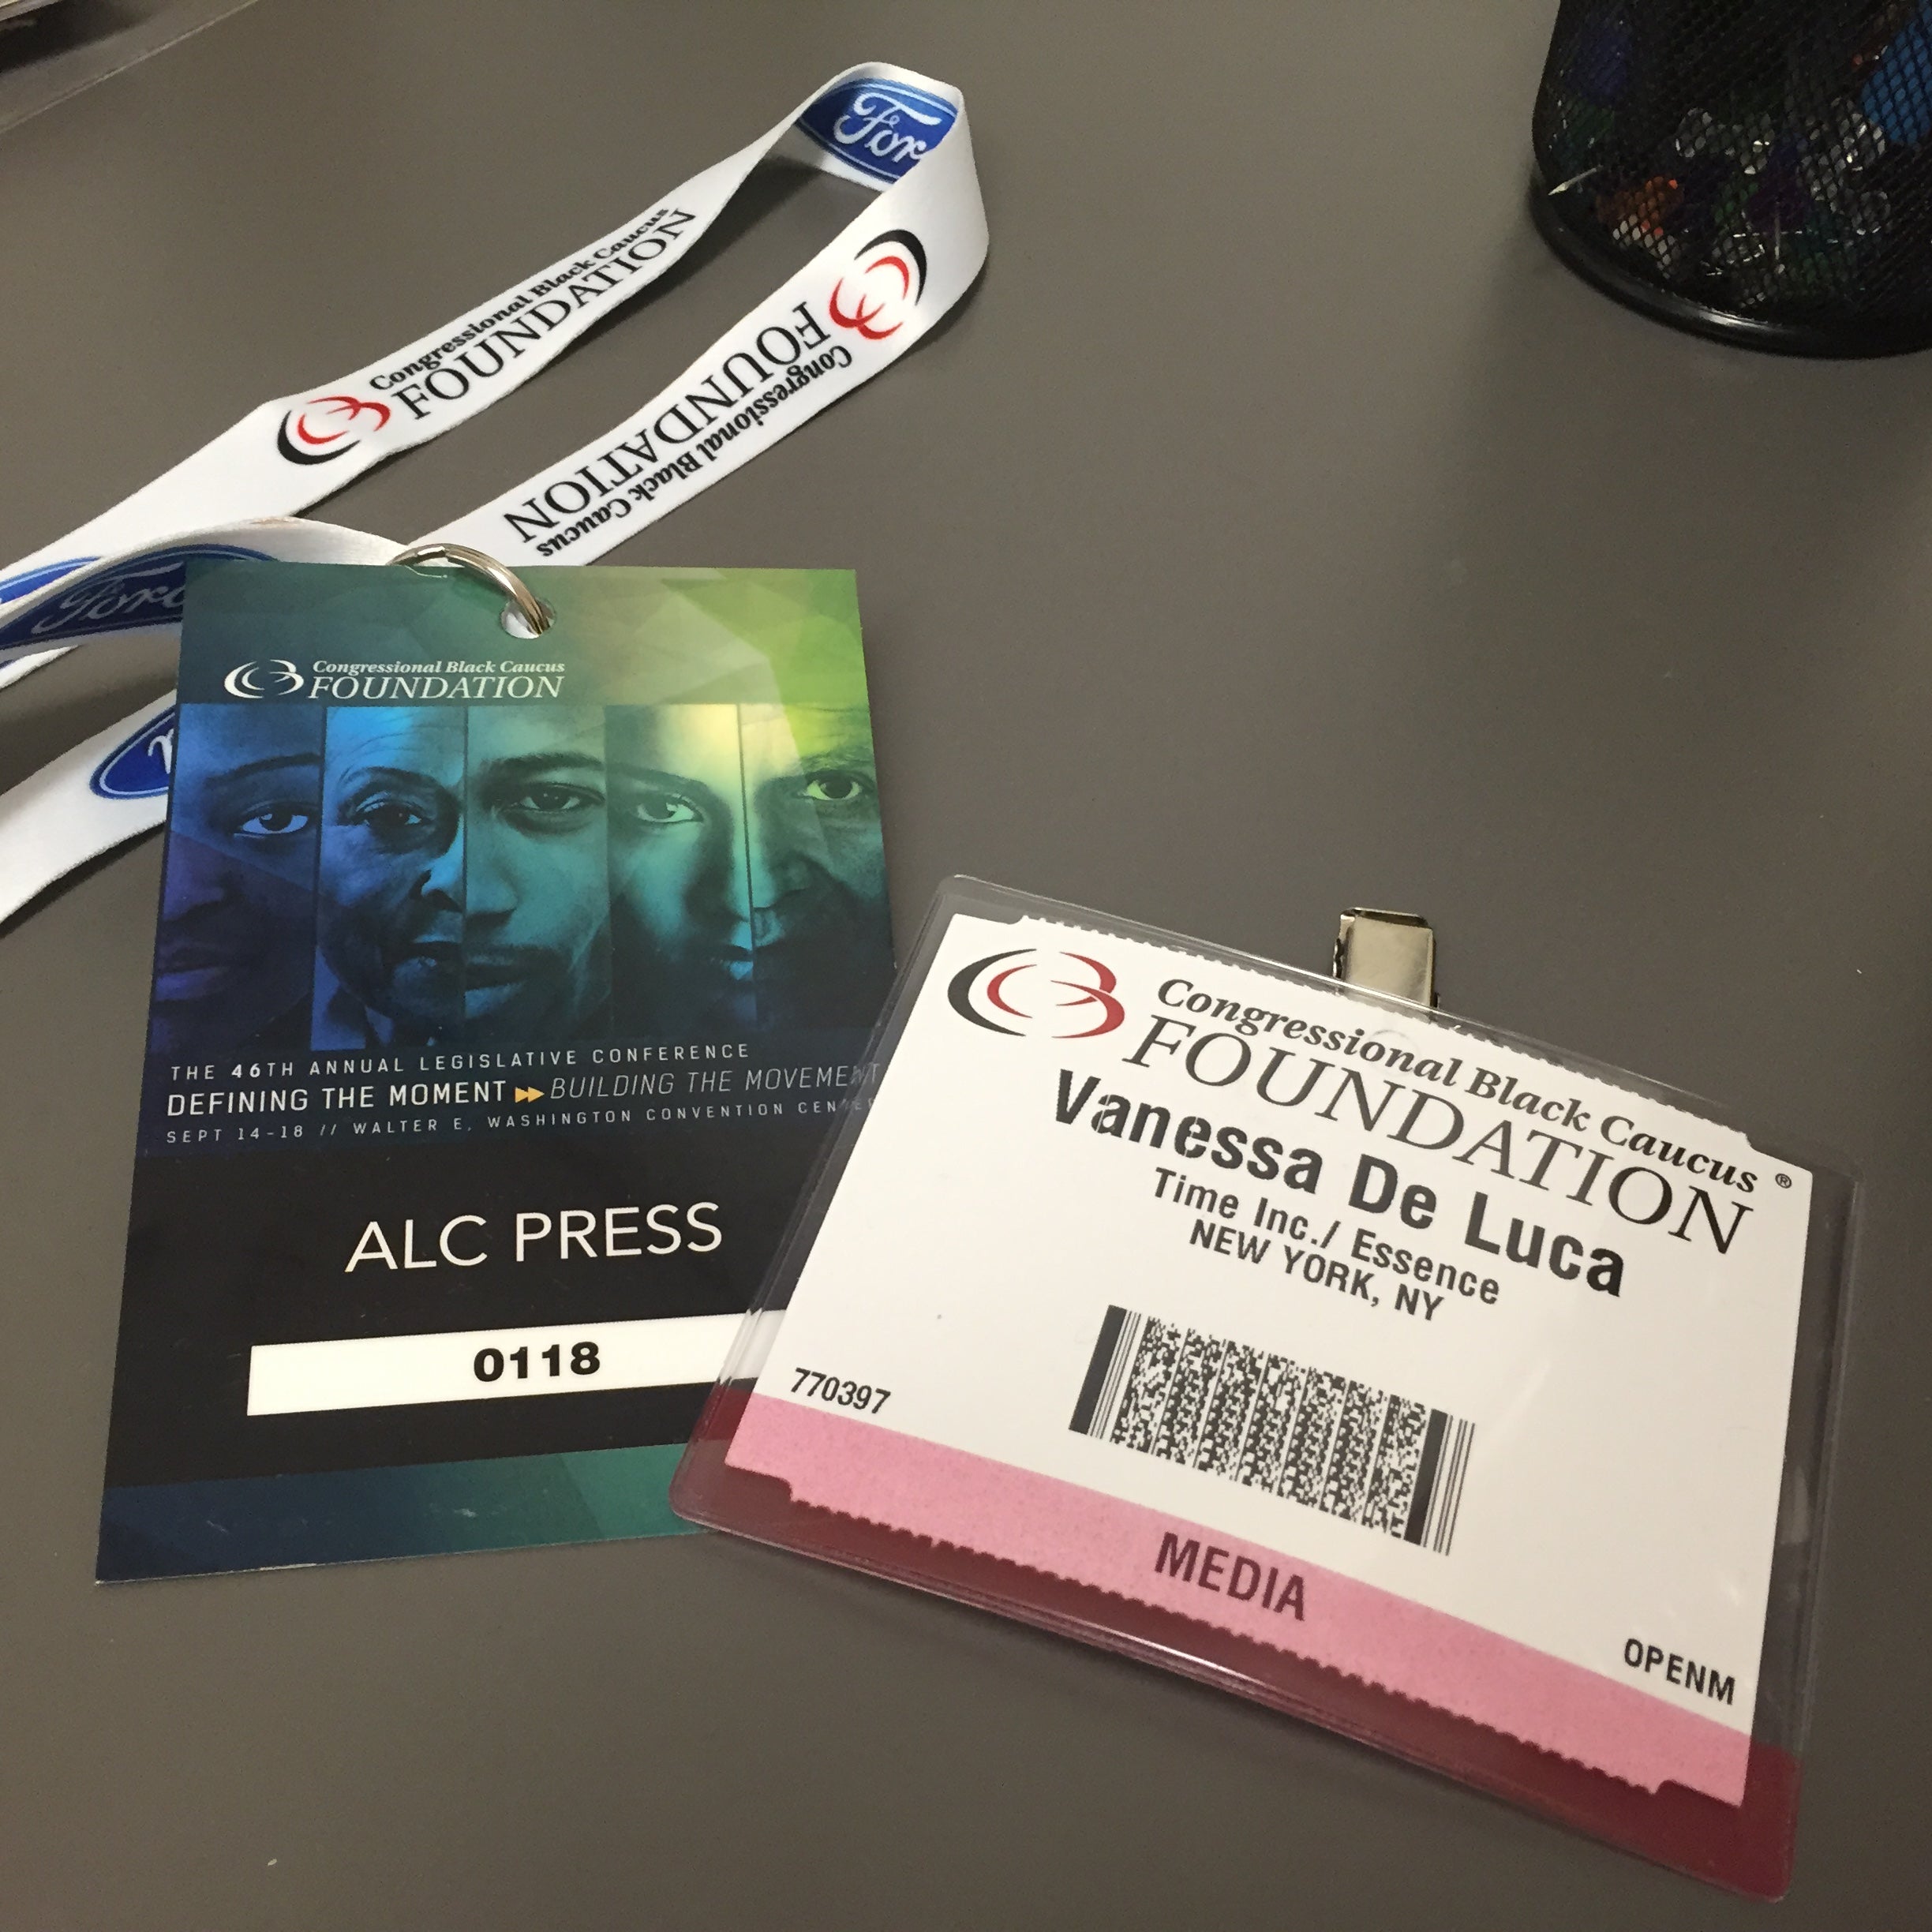 For
Congressional Black Caucus
FOUNDATION
Congressional Black Caucus
FOUNDATION
Ford
Congressional Black Caucus
FOUNDATION
THE 46TH ANNUAL LEGISLATIVE CONFERENCE
DEFINING THE MOMENT BUILDING THE MOVEMENT
SEPT 14-18 // WALTER E. WASHINGTON CONVENTION CENTER
ALC PRESS
0118
Congressional Black Caucus ®
FOUNDATION
Vanessa De Luca
Time Inc./ Essence
NEW YORK, NY
770397
MEDIA
OPENM